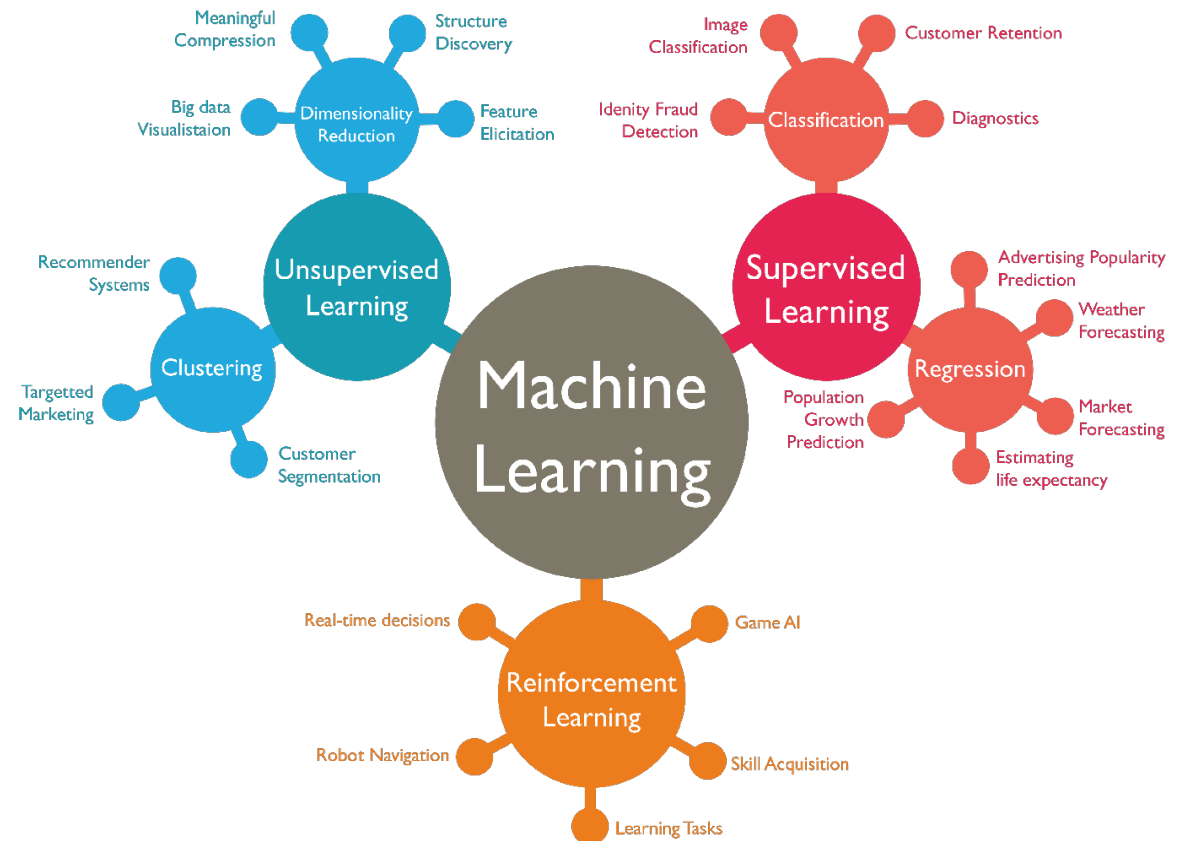 Meaningful
Compression
Structure
Discovery
Big data
Visualistaion
Dimensionality
Reduction
Feature
Elicitation
Image
Classification
Customer Retention
Idenity Fraud
Detection
Classification
Diagnostics
Recommender
Systems
Unsupervised
Learning
Clustering
Targetted
Marketing
Customer
Segmentation
Machine
Learning
Supervised
Learning
Advertising Popularity
Prediction
Weather
Forecasting
Regression
Population
Growth
Prediction
Market
Forecasting
Estimating
life expectancy
Real-time decisions
Game AI
Reinforcement
Learning
Robot Navigation
Skill Acquisition
Learning Tasks